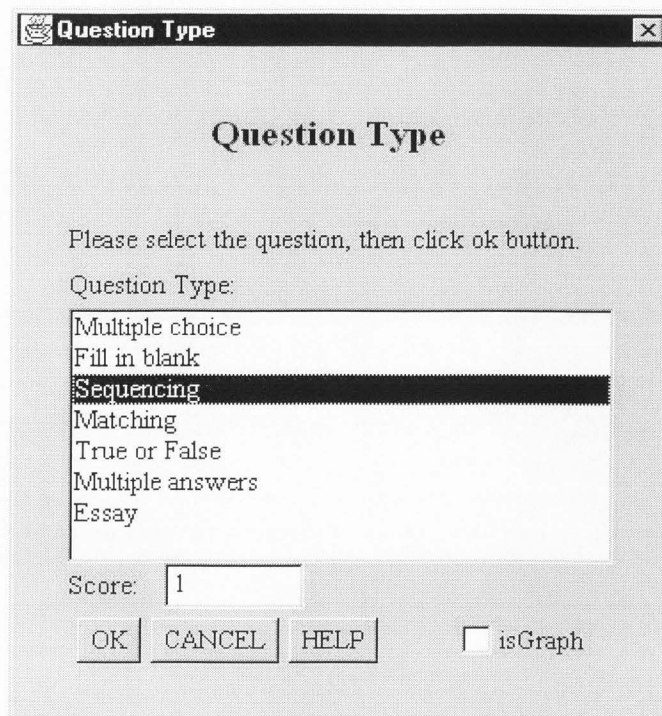 Question Type
Question Type
Please select the question, then click ok button.
Question Type:
Multiple choice
Fill in blank
Sequencing
Matching
True or False
Multiple answers
Essay
Score: 1
OK CANCEL HELP isGraph